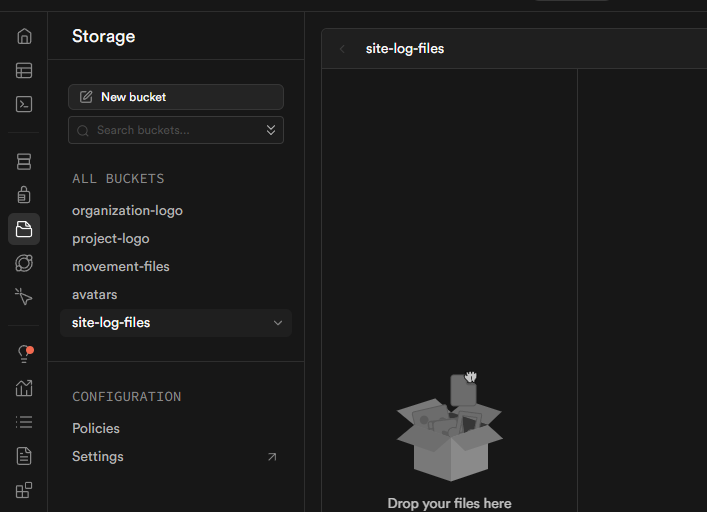 Storage
New bucket
Search buckets...
ALL BUCKETS
organization-logo
project-logo
movement-files
avatars
site-log-files
CONFIGURATION
Policies
Settings
site-log-files
Drop your files here